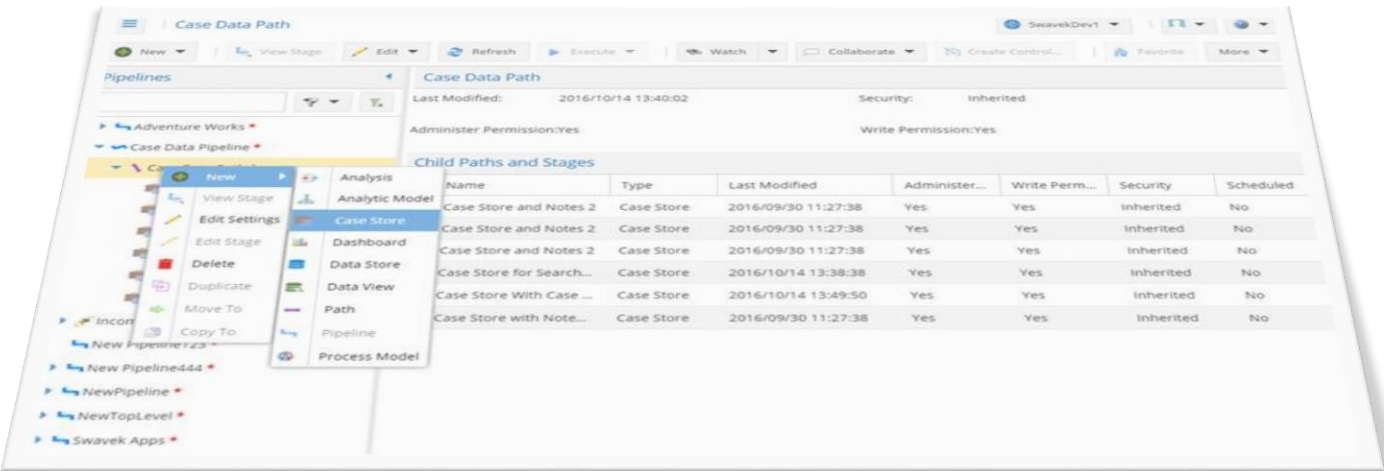 Case Data Path
SwavekDev1
New View Stage Edit Refresh Execute Watch Collaborate Create Control... Favorite More
Pipelines
Case Data Path
Last Modified: 2016/10/14 13:40:02 Security: Inherited
Adventure Works *
Administer Permission:Yes Write Permission:Yes
Case Data Pipeline *
Child Paths and Stages
New
View Stage
Edit Settings
Edit Stage
Delete
Duplicate
Move To
Copy To
Analysis
Analytic Model
Case Store
Dashboard
Data Store
Data View
Path
Pipeline
Process Model
Name Type Last Modified Administer... Write Perm... Security Scheduled
Case Store and Notes 2 Case Store 2016/09/30 11:27:38 Yes Yes Inherited No
Case Store and Notes 2 Case Store 2016/09/30 11:27:38 Yes Yes Inherited No
Case Store and Notes 2 Case Store 2016/09/30 11:27:38 Yes Yes Inherited No
Case Store for Search... Case Store 2016/10/14 13:38:38 Yes Yes Inherited No
Case Store With Case ... Case Store 2016/10/14 13:49:50 Yes Yes Inherited No
Case Store with Note... Case Store 2016/09/30 11:27:38 Yes Yes Inherited No
Incom
New Pipeline123 *
New Pipeline444 *
NewPipeline *
NewTopLevel *
Swavek Apps *